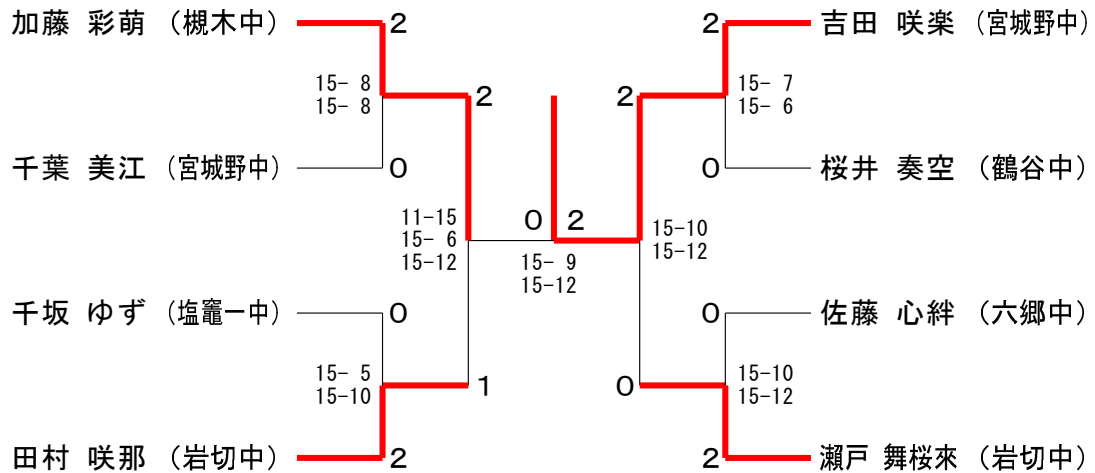 加藤 彩萌 (槻木中) 2 2 吉田 咲楽 (宮城野中)
15- 8 15- 7
15- 8 2 2 15- 6
千葉 美江 (宮城野中) 0 0 桜井 奏空 (鶴谷中)
11-15 0 2 15-10
15- 6 15-12
15-12 15- 9
15-12
千坂 ゆず (塩竈一中) 0 0 佐藤 心絆 (六郷中)
15- 5 15-10
15-10 1 0 15-12
田村 咲那 (岩切中) 2 2 瀬戸 舞桜來 (岩切中)